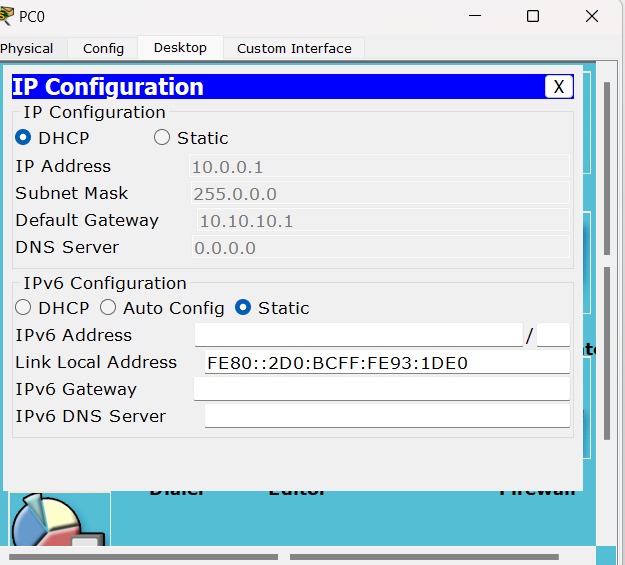 PC0
Physical Config Desktop Custom Interface
IP Configuration X
IP Configuration
DHCP Static
IP Address 10.0.0.1
Subnet Mask 255.0.0.0
Default Gateway 10.10.10.1
DNS Server 0.0.0.0
IPv6 Configuration
DHCP Auto Config Static
IPv6 Address /
Link Local Address FE80::2D0:BCFF:FE93:1DE0
IPv6 Gateway
IPv6 DNS Server
Dialer Editor Firewall